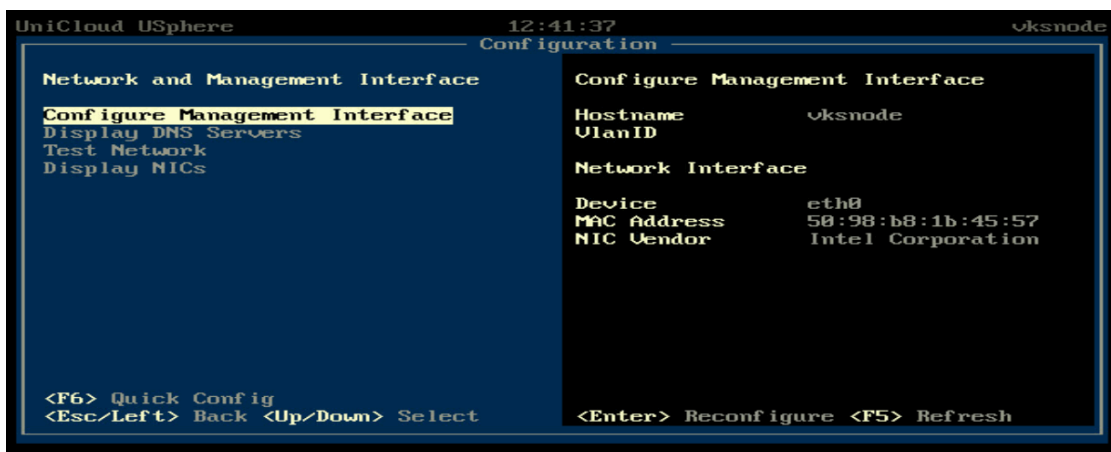 UniCloud USphere 12:41:37 vksnode
Configuration
Network and Management Interface
Configure Management Interface
Display DNS Servers
Test Network
Display NICs
<F6> Quick Config
<Esc/Left> Back <Up/Down> Select
Configure Management Interface
Hostname vksnode
VlanID
Network Interface
Device eth0
MAC Address 50:98:b8:1b:45:57
NIC Vendor Intel Corporation
<Enter> Reconfigure <F5> Refresh